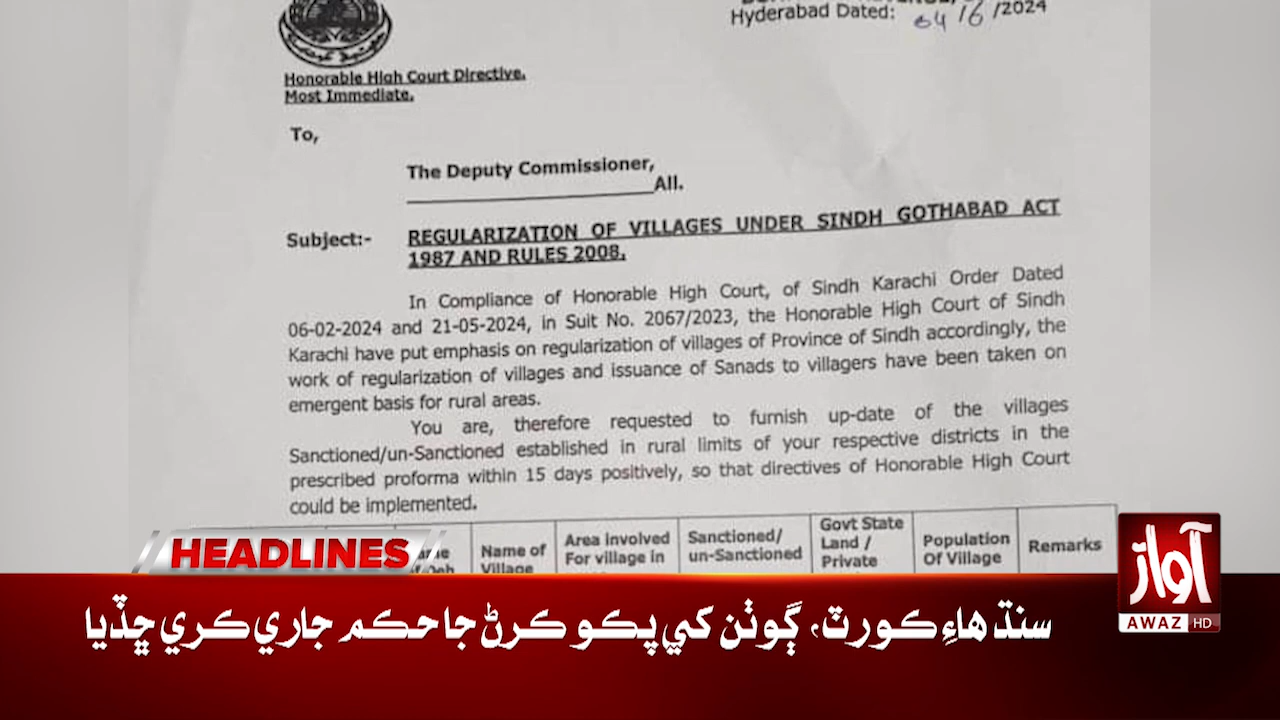 Hyderabad Dated: 04/6/2024
Honorable High Court Directive.
Most Immediate.
To,
The Deputy Commissioner,
All.
Subject:- REGULARIZATION OF VILLAGES UNDER SINDH GOTHABAD ACT
1987 AND RULES 2008.
In Compliance of Honorable High Court, of Sindh Karachi Order Dated
06-02-2024 and 21-05-2024, in Suit No. 2067/2023, the Honorable High Court of Sindh
Karachi have put emphasis on regularization of villages of Province of Sindh accordingly, the
work of regularization of villages and issuance of Sanads to villagers have been taken on
emergent basis for rural areas.
You are, therefore requested to furnish up-date of the villages
Sanctioned/un-Sanctioned established in rural limits of your respective districts in the
prescribed proforma within 15 days positively, so that directives of Honorable High Court
could be implemented.
Name of
Village
Area involved
For village in
Sanctioned/
un-Sanctioned
Govt State
Land /
Private
Population
Of Village
Remarks
HEADLINES
آواز
AWAZ HD
سنڌ هاءِ ڪورٽ، ڳوٺن کي پڪو ڪرڻ جا حڪم جاري ڪري ڇڏيا